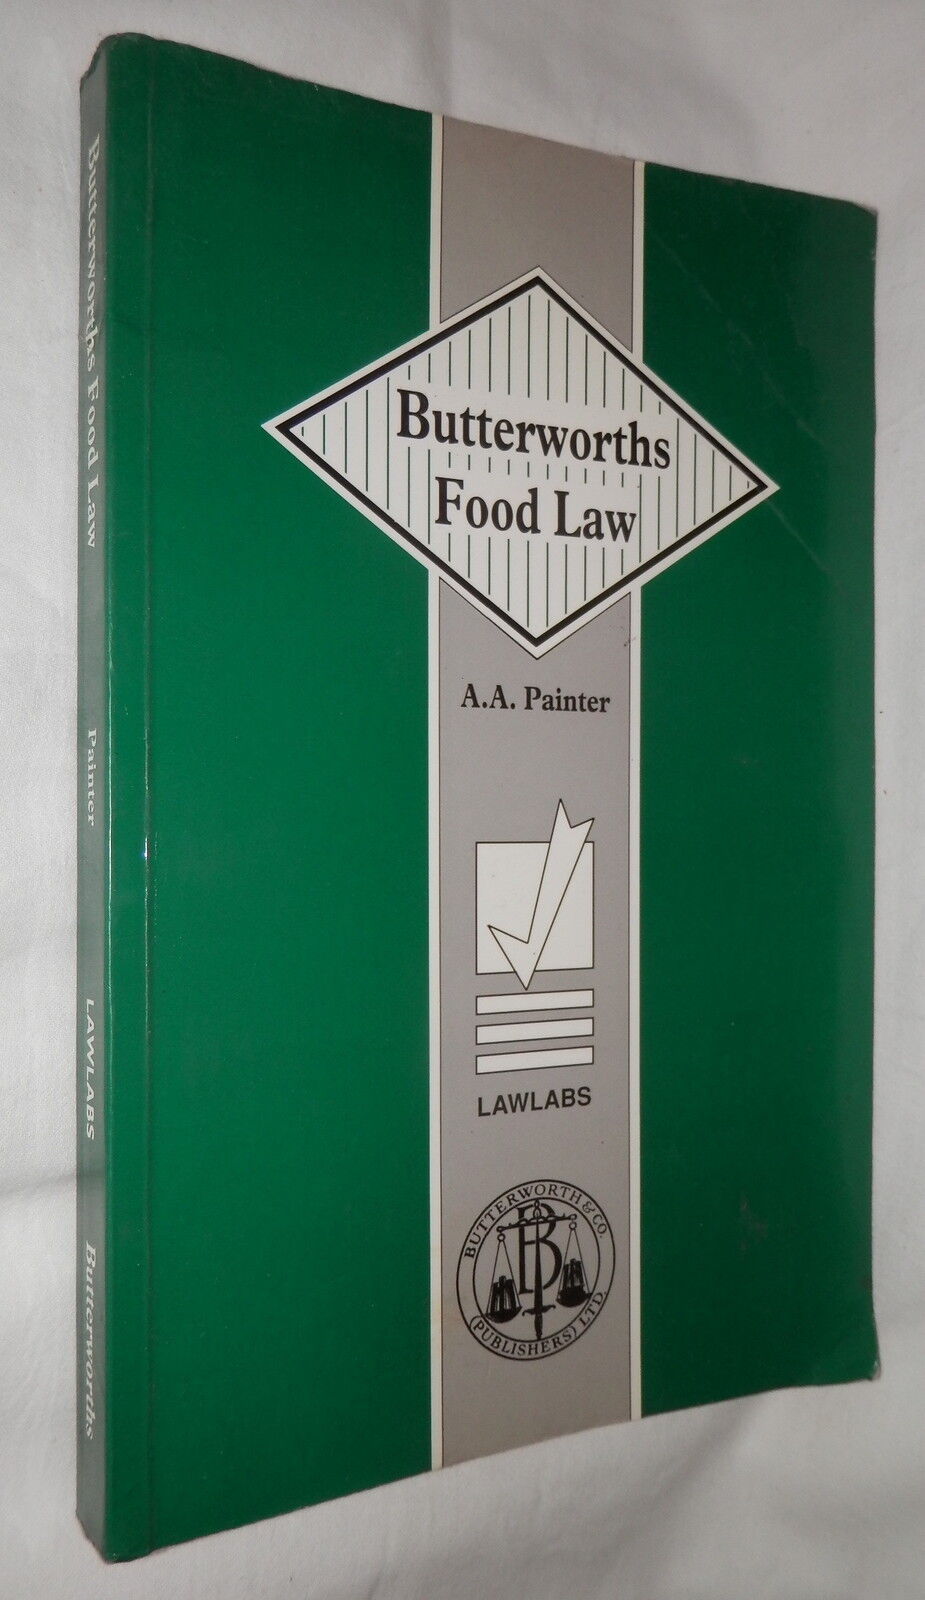 Butterworths Food Law
Painter
LAWLABS
Butterworths
Butterworths
Food Law
A.A. Painter
LAWLABS
BUTTERWORTH & CO.
(PUBLISHERS) LTD.
B